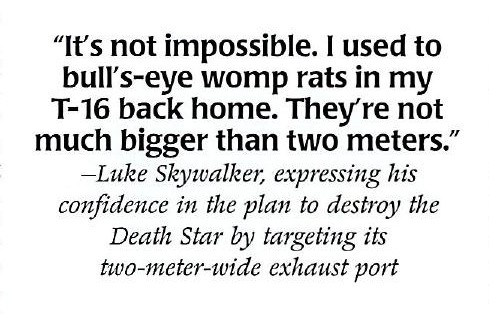 “It’s not impossible. I used to
bull’s-eye womp rats in my
T-16 back home. They’re not
much bigger than two meters.”
—Luke Skywalker, expressing his
confidence in the plan to destroy the
Death Star by targeting its
two-meter-wide exhaust port